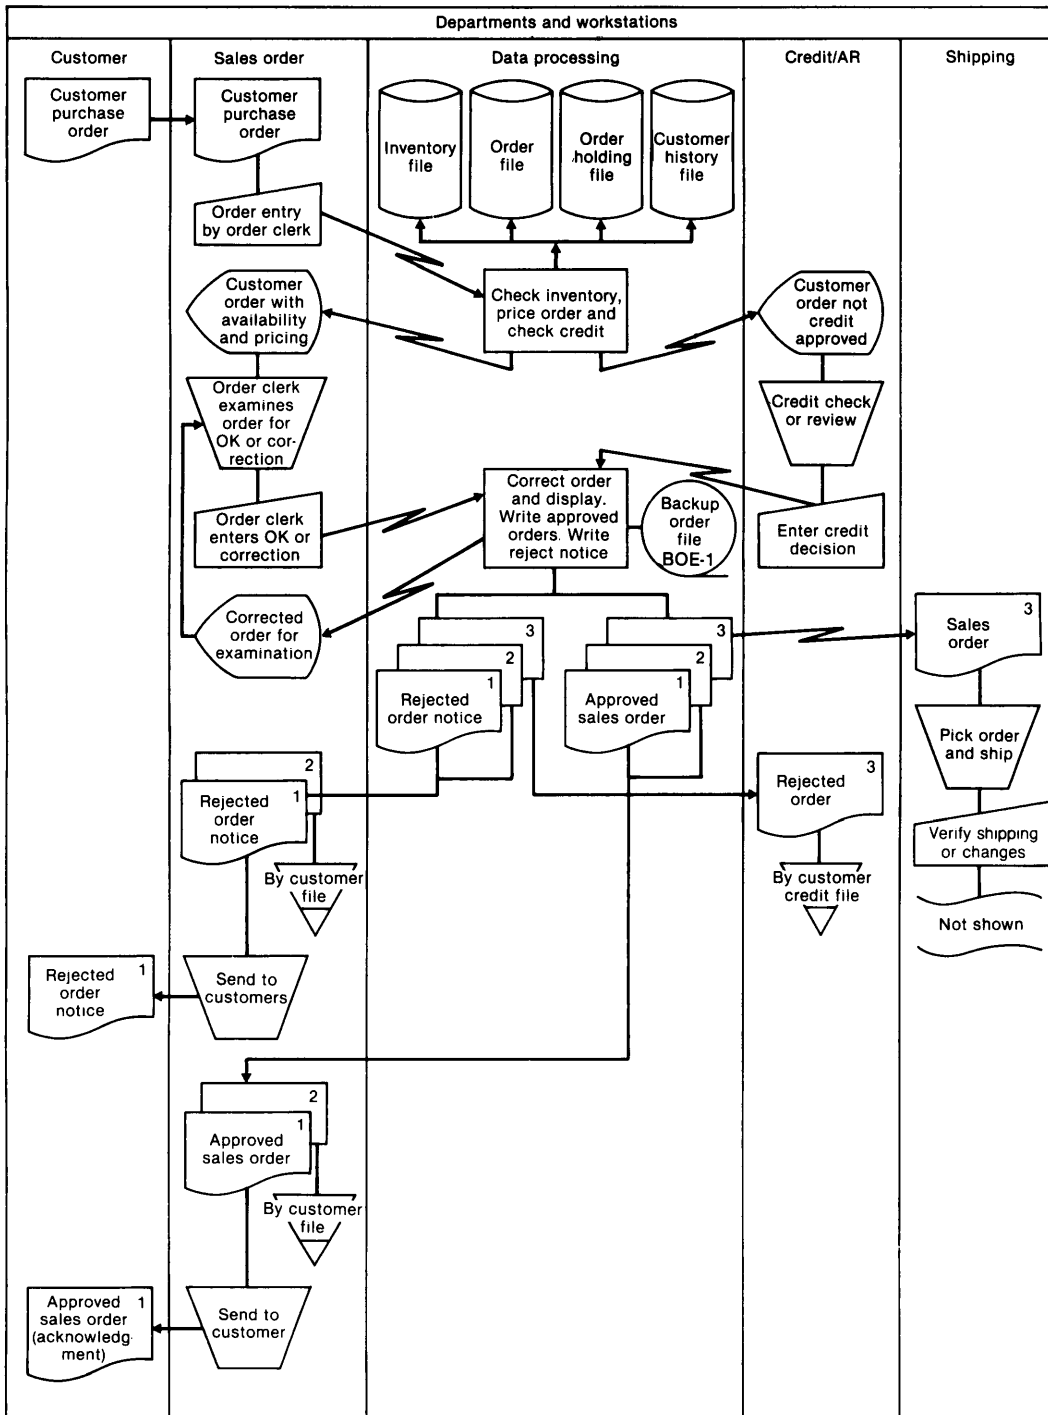 Departments and workstations
Customer
Sales order
Data processing
Credit/AR
Shipping
Customer
purchase
order
Customer
purchase
order
Inventory
file
Order
file
Order
holding
file
Customer
history
file
Order entry
by order clerk
Customer
order with
availability
and pricing
Check inventory,
price order and
check credit
Customer
order not
credit
approved
Order clerk
examines
order for
OK or cor-
rection
Credit check
or review
Order clerk
enters OK or
correction
Correct order
and display.
Write approved
orders. Write
reject notice
Backup
order
file
BOE-1
Enter credit
decision
Corrected
order for
examination
3
2
1
Rejected
order notice
3
2
1
Approved
sales order
3
Sales
order
Pick order
and ship
Verify shipping
or changes
Not shown
2
1
Rejected
order
notice
By customer
file
3
Rejected
order
By customer
credit file
1
Rejected
order
notice
Send to
customers
2
1
Approved
sales order
By customer
file
1
Approved
sales order
(acknowledg-
ment)
Send to
customer